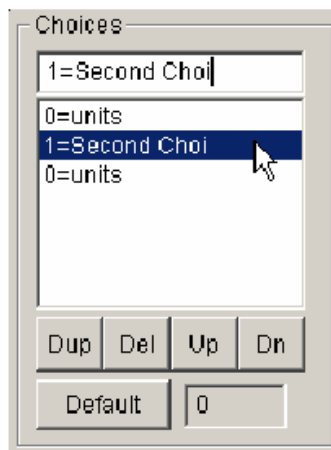 Choices
1=Second Choi
0=units
1=Second Choi
0=units
Dup Del Up Dn
Default 0